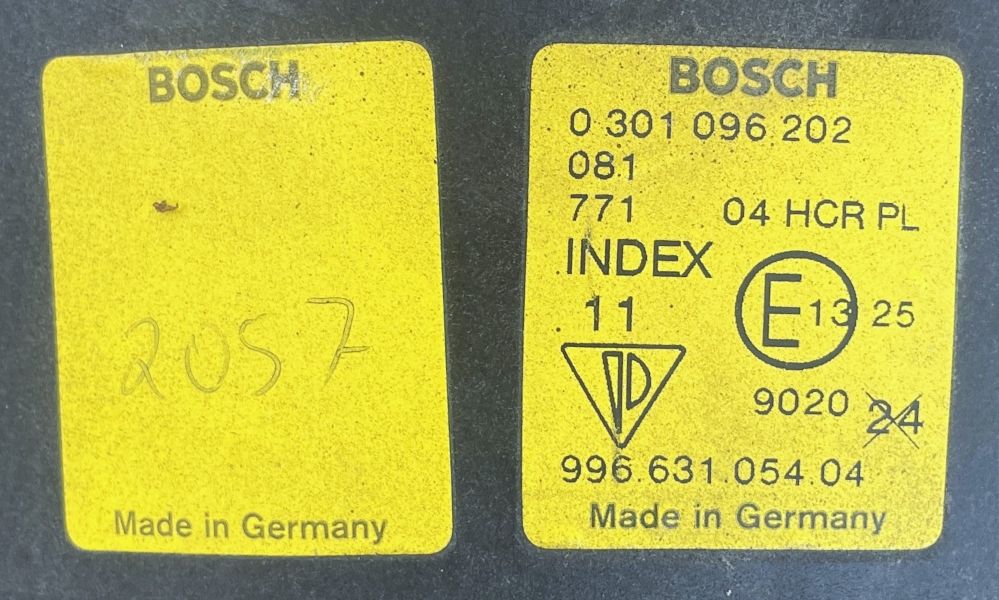 BOSCH
2057
Made in Germany
BOSCH
0 301 096 202
081
771 04 HCR PL
INDEX
11
E 13 25
9020 24
996.631.054.04
Made in Germany